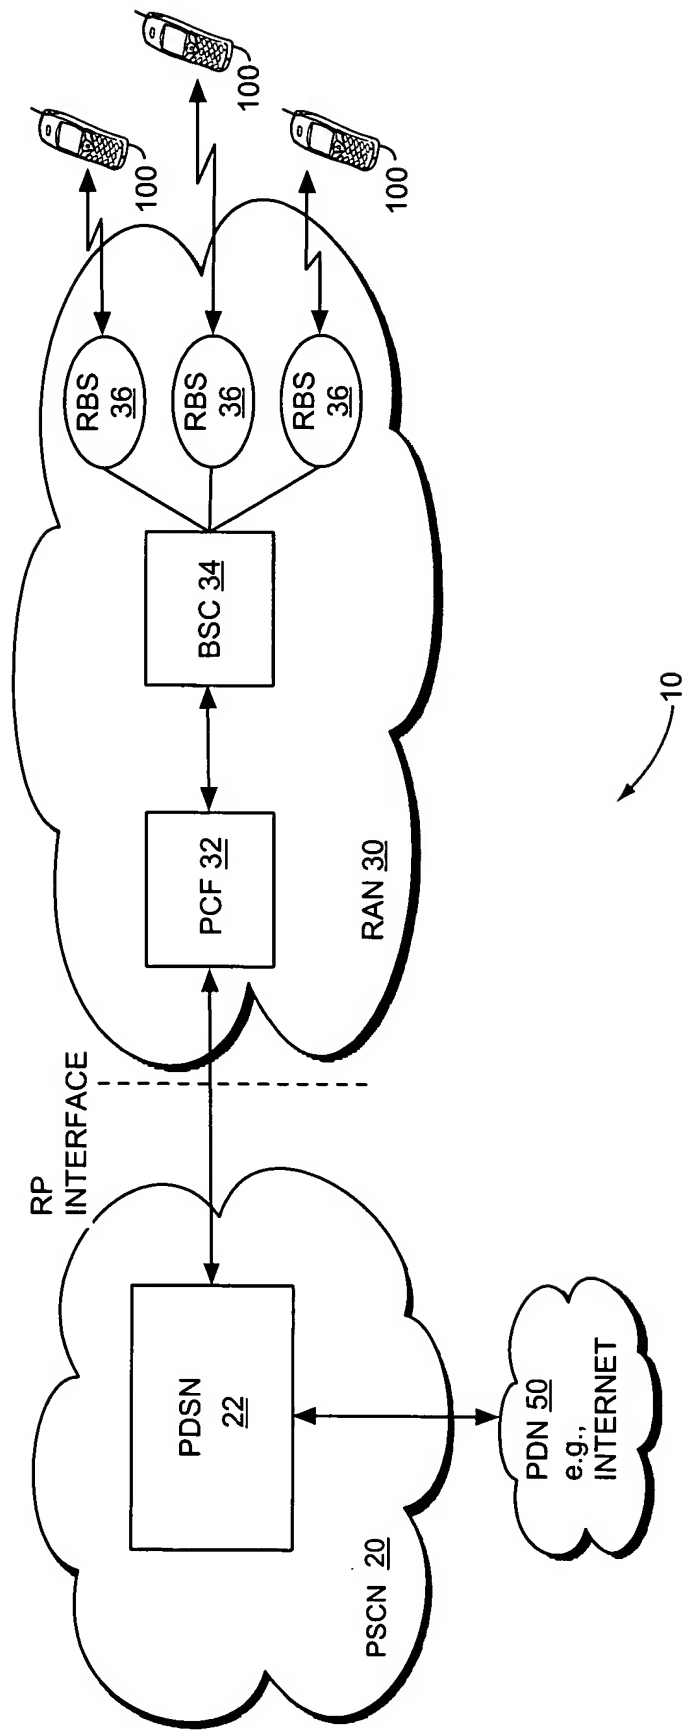 RP
INTERFACE
PDSN
22
PSCN 20
PDN 50
e.g.,
INTERNET
PCF 32
BSC 34
RAN 30
RBS
36
RBS
36
RBS
36
100
100
100
10